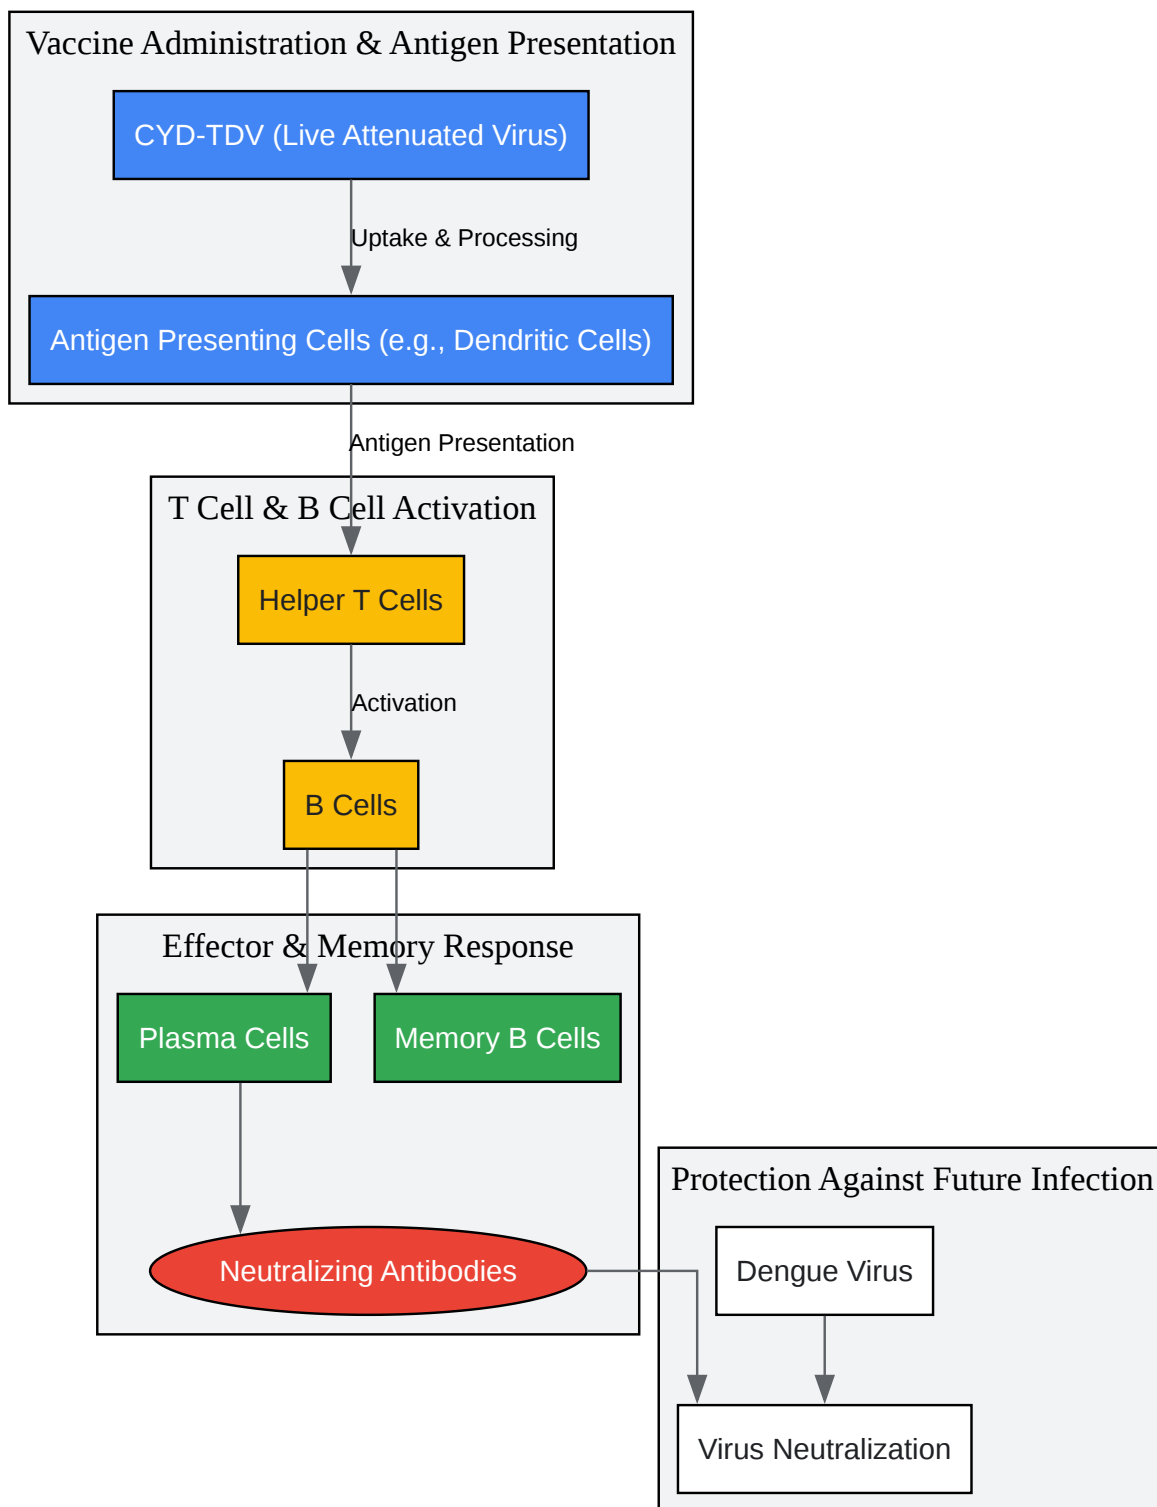 Vaccine Administration & Antigen Presentation
CYD-TDV (Live Attenuated Virus)
Uptake & Processing
Antigen Presenting Cells (e.g., Dendritic Cells)
Antigen Presentation
T Cell & B Cell Activation
Helper T Cells
Activation
B Cells
Effector & Memory Response
Plasma Cells
Memory B Cells
Protection Against Future Infection
Neutralizing Antibodies
Dengue Virus
Virus Neutralization